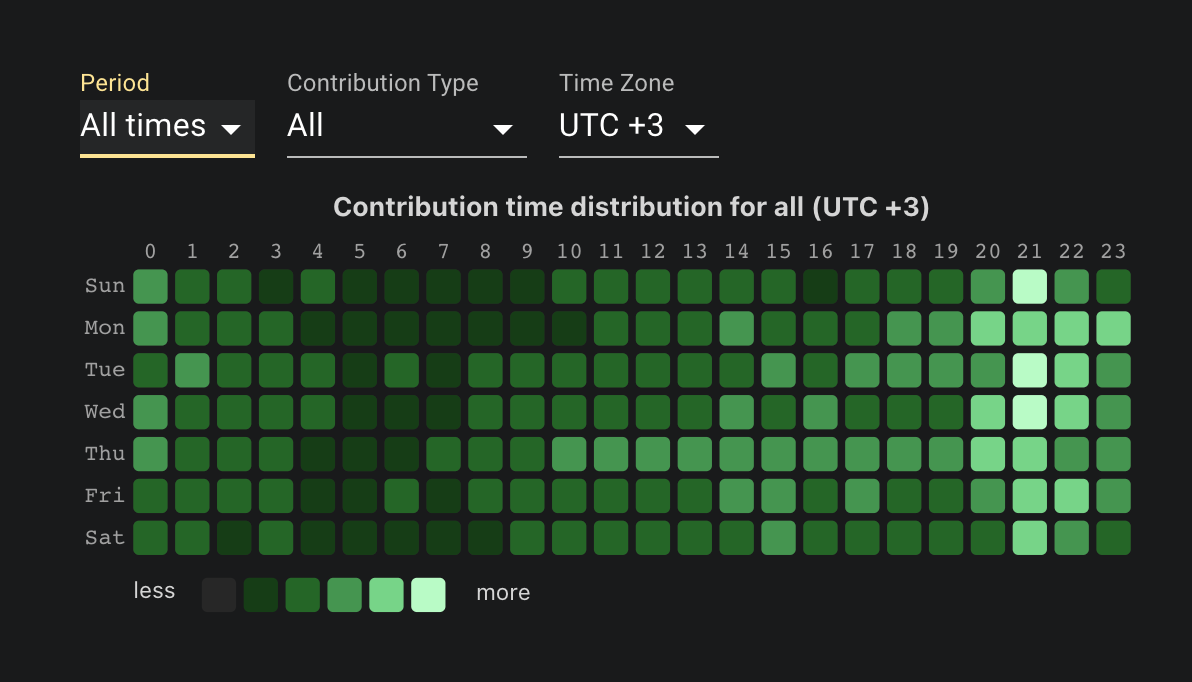 Period Contribution Type Time Zone
All times All UTC +3
Contribution time distribution for all (UTC +3)
0 1 2 3 4 5 6 7 8 9 10 11 12 13 14 15 16 17 18 19 20 21 22 23
Sun
Mon
Tue
Wed
Thu
Fri
Sat
less more